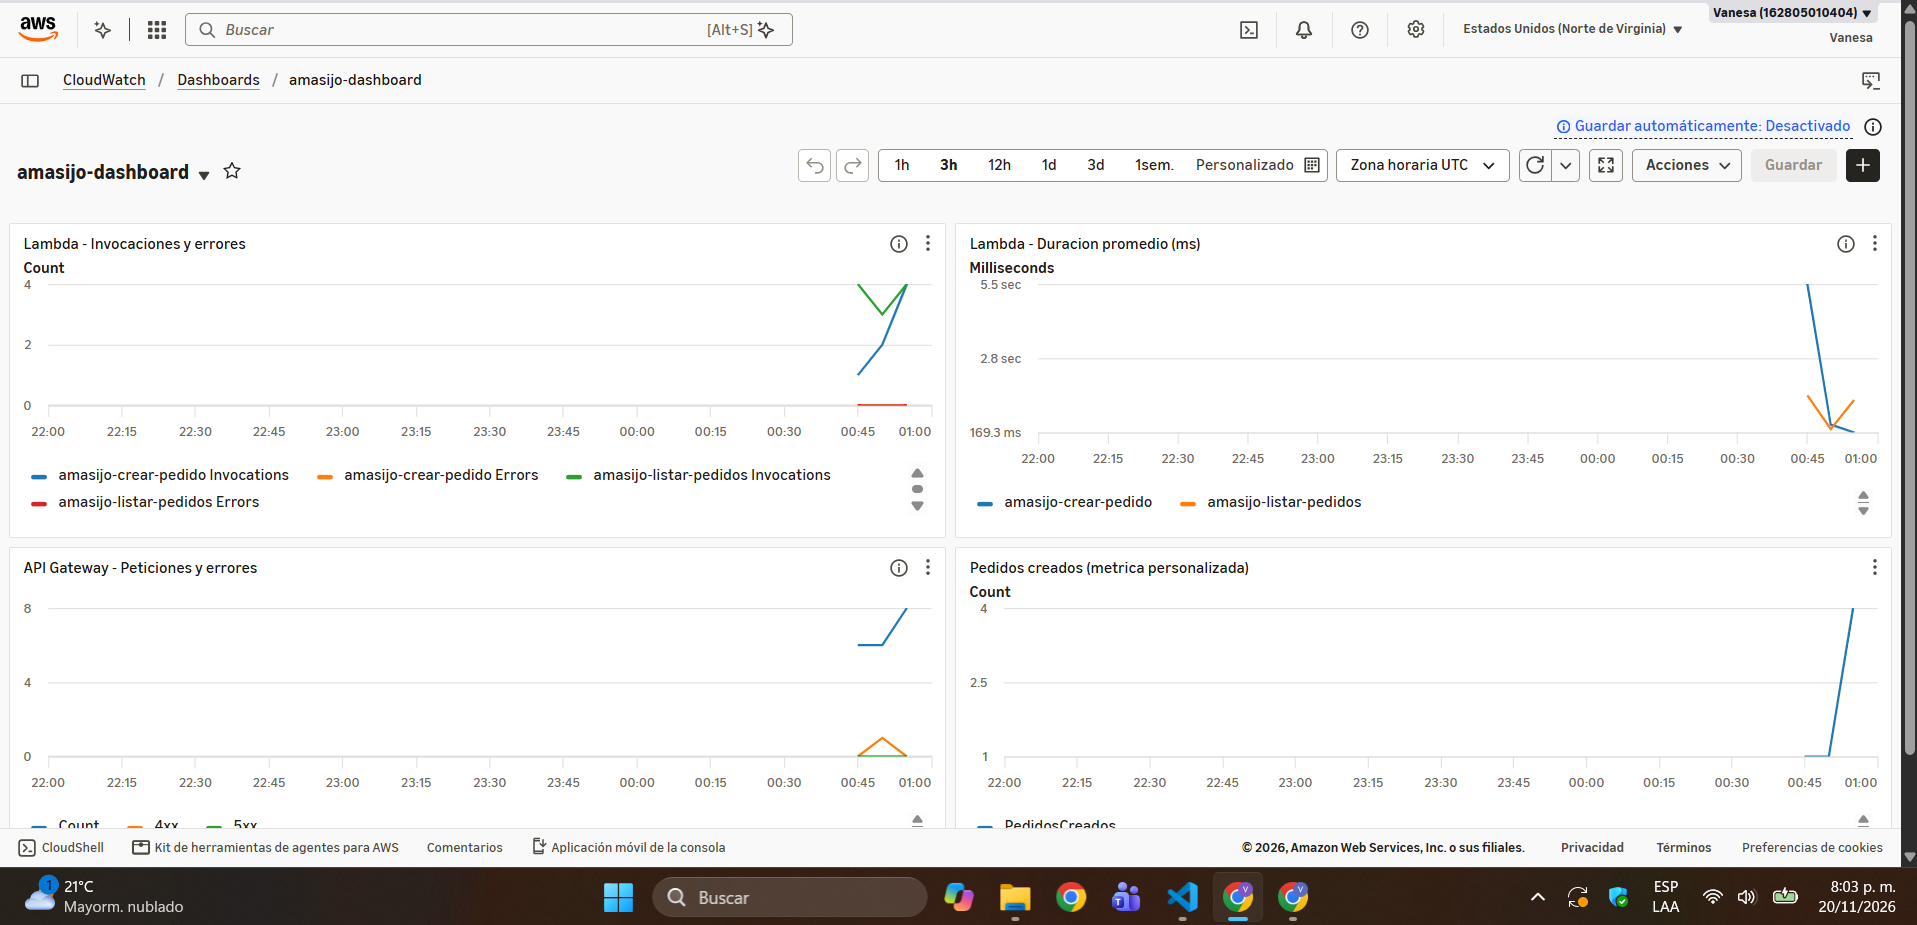 aws
Buscar
[Alt+S]
Estados Unidos (Norte de Virginia)
Vanesa (162805010404)
Vanesa
CloudWatch / Dashboards / amasijo-dashboard
Guardar automáticamente: Desactivado
amasijo-dashboard
1h 3h 12h 1d 3d 1sem. Personalizado
Zona horaria UTC
Acciones
Guardar
Lambda - Invocaciones y errores
Count
4
2
0
22:00 22:15 22:30 22:45 23:00 23:15 23:30 23:45 00:00 00:15 00:30 00:45 01:00
amasijo-crear-pedido Invocations amasijo-crear-pedido Errors amasijo-listar-pedidos Invocations
amasijo-listar-pedidos Errors
Lambda - Duracion promedio (ms)
Milliseconds
5.5 sec
2.8 sec
169.3 ms
22:00 22:15 22:30 22:45 23:00 23:15 23:30 23:45 00:00 00:15 00:30 00:45 01:00
amasijo-crear-pedido amasijo-listar-pedidos
API Gateway - Peticiones y errores
8
4
0
22:00 22:15 22:30 22:45 23:00 23:15 23:30 23:45 00:00 00:15 00:30 00:45 01:00
Count 4xx 5xx
Pedidos creados (metrica personalizada)
Count
4
2.5
1
22:00 22:15 22:30 22:45 23:00 23:15 23:30 23:45 00:00 00:15 00:30 00:45 01:00
PedidosCreados
CloudShell
Kit de herramientas de agentes para AWS
Comentarios
Aplicación móvil de la consola
© 2026, Amazon Web Services, Inc. o sus filiales.
Privacidad
Términos
Preferencias de cookies
1
21°C
Mayorm. nublado
Buscar
ESP
LAA
8:03 p. m.
20/11/2026